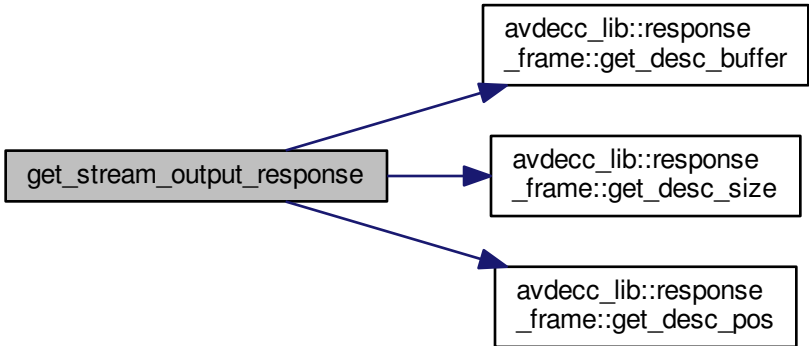 avdecc_lib::response
_frame::get_desc_buffer
get_stream_output_response
avdecc_lib::response
_frame::get_desc_size
avdecc_lib::response
_frame::get_desc_pos